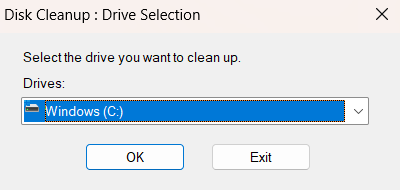 Disk Cleanup : Drive Selection
Select the drive you want to clean up.
Drives:
Windows (C:)
OK
Exit